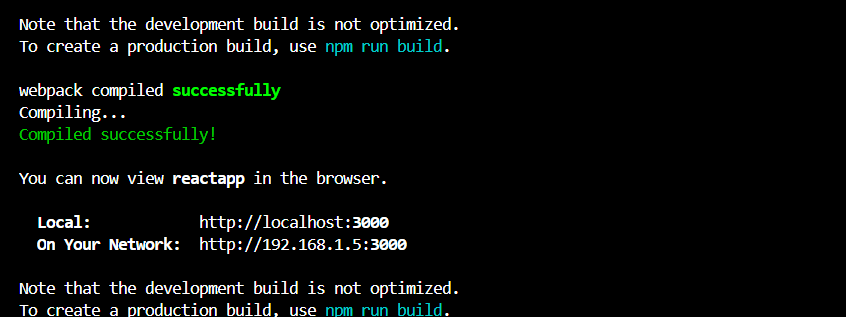 Note that the development build is not optimized.
To create a production build, use npm run build.
webpack compiled successfully
Compiling...
Compiled successfully!
You can now view reactapp in the browser.
Local: http://localhost:3000
On Your Network: http://192.168.1.5:3000
Note that the development build is not optimized.
To create a production build, use npm run build.